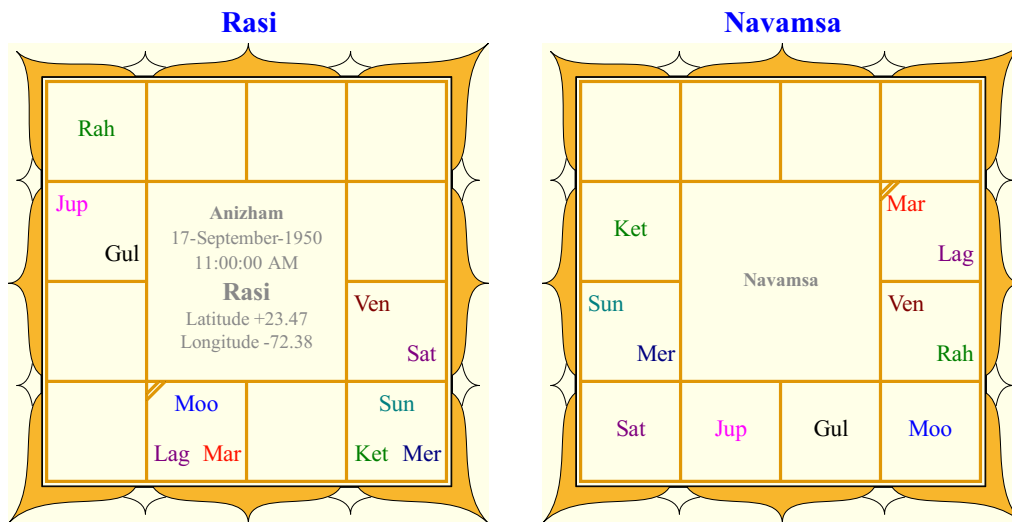 Rasi
Rah
Jup
Gul
Anizham
17-September-1950
11:00:00 AM
Rasi
Latitude +23.47
Longitude -72.38
Ven
Sat
Moo
Lag Mar
Sun
Ket Mer
Navamsa
Ket
Mar
Lag
Navamsa
Sun
Mer
Ven
Rah
Sat
Jup
Gul
Moo